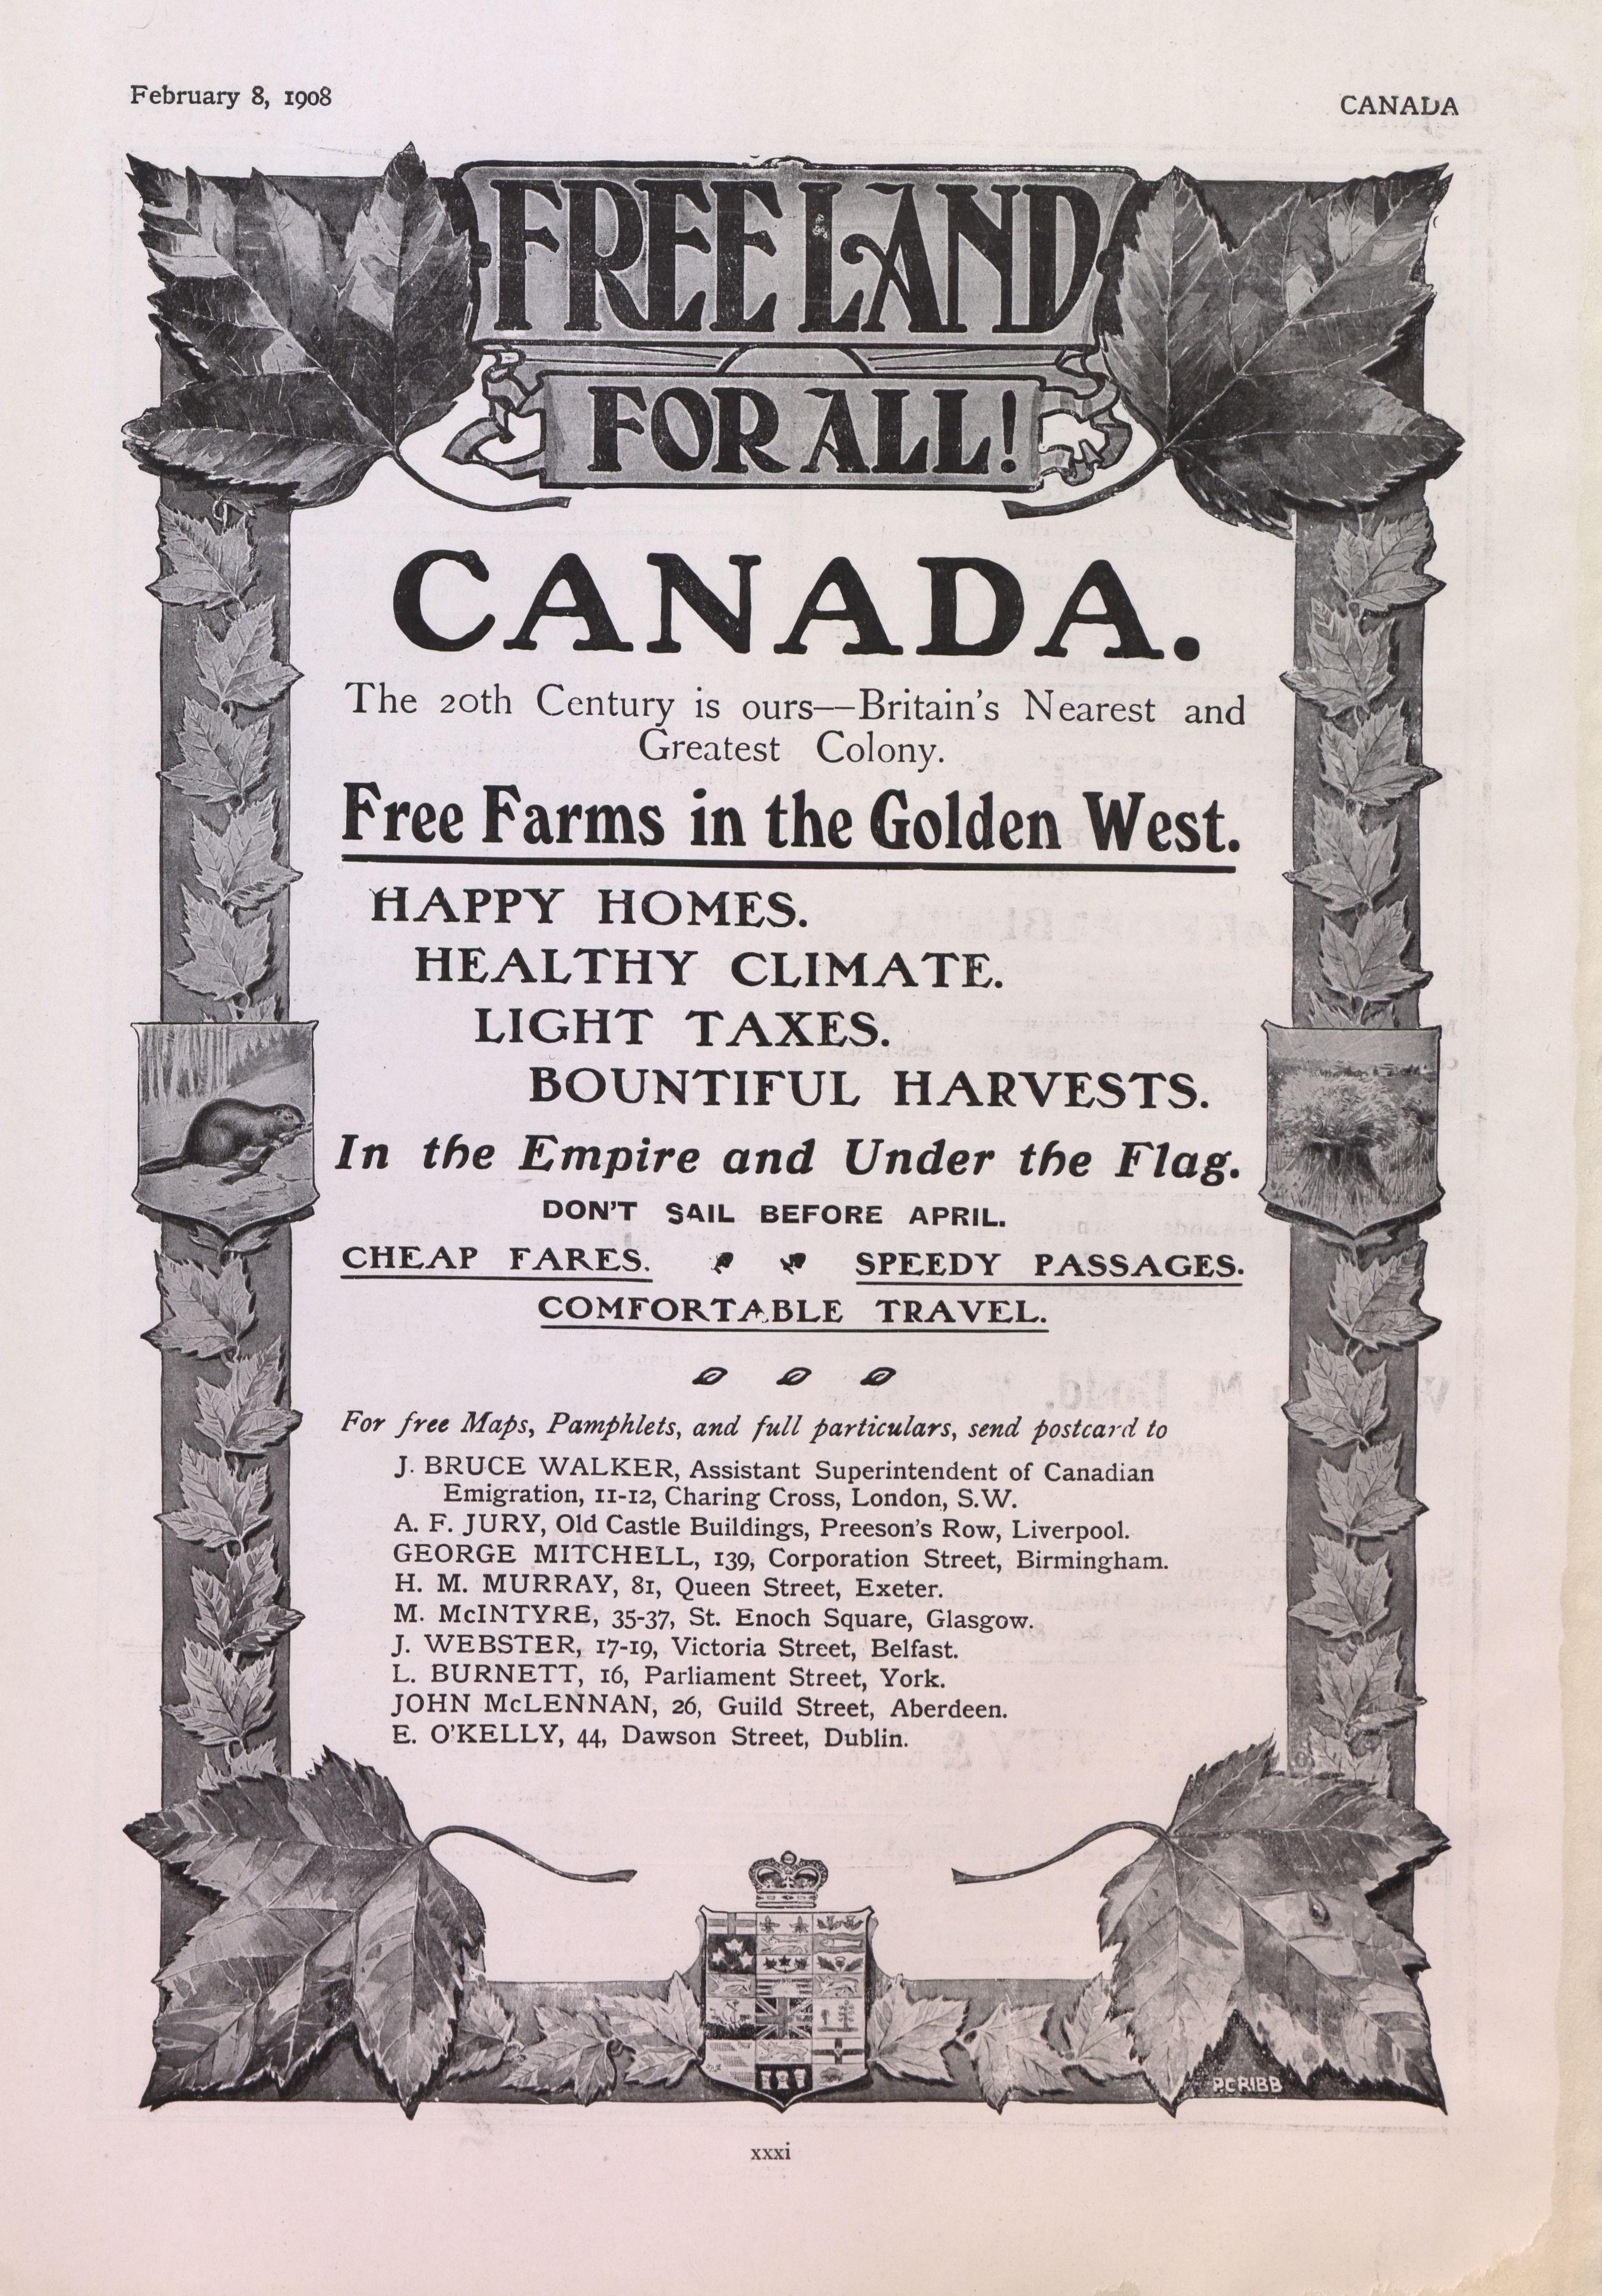 February 8, 1908
CANADA
FREE LAND
FOR ALL!
CANADA.
The 20th Century is ours—Britain's Nearest and
Greatest Colony.
Free Farms in the Golden West.
HAPPY HOMES.
HEALTHY CLIMATE.
LIGHT TAXES.
BOUNTIFUL HARVESTS.
In the Empire and Under the Flag.
DON'T SAIL BEFORE APRIL.
CHEAP FARES. SPEEDY PASSAGES.
COMFORTABLE TRAVEL.
For free Maps, Pamphlets, and full particulars, send postcard to
J. BRUCE WALKER, Assistant Superintendent of Canadian
Emigration, 11-12, Charing Cross, London, S.W.
A. F. JURY, Old Castle Buildings, Preeson's Row, Liverpool.
GEORGE MITCHELL, 139, Corporation Street, Birmingham.
H. M. MURRAY, 81, Queen Street, Exeter.
M. McINTYRE, 35-37, St. Enoch Square, Glasgow.
J. WEBSTER, 17-19, Victoria Street, Belfast.
L. BURNETT, 16, Parliament Street, York.
JOHN McLENNAN, 26, Guild Street, Aberdeen.
E. O'KELLY, 44, Dawson Street, Dublin.
P CRIBB
xxxi